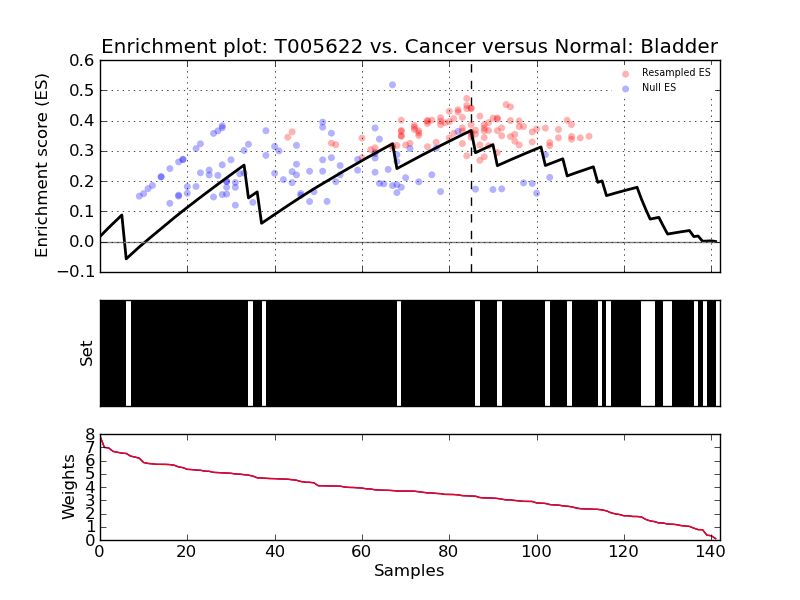 Enrichment plot: T005622 vs. Cancer versus Normal: Bladder
Enrichment score (ES)
0.6
0.5
0.4
0.3
0.2
0.1
0.0
−0.1
Resampled ES
Null ES
Set
Weights
8
7
6
5
4
3
2
1
0
0 20 40 60 80 100 120 140
Samples